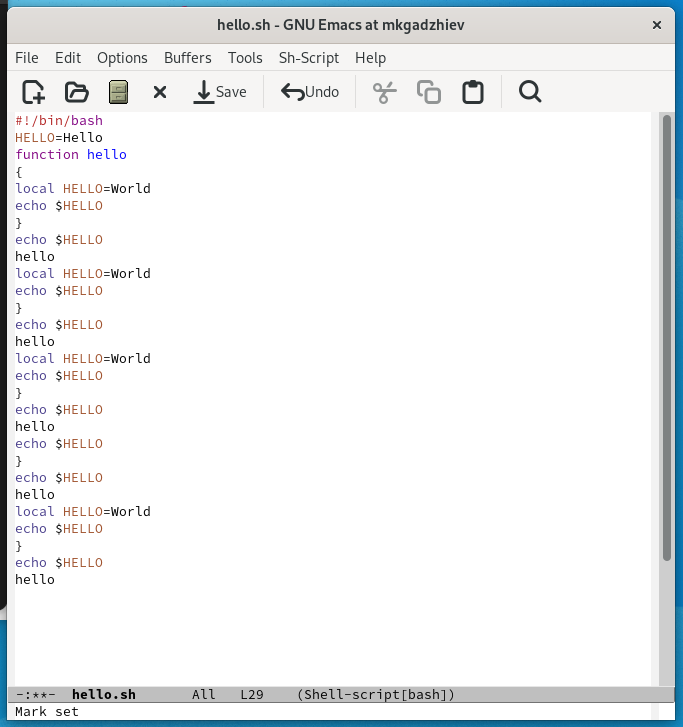 hello.sh - GNU Emacs at mkgadzhiev
File Edit Options Buffers Tools Sh-Script Help
Save Undo
#!/bin/bash
HELLO=Hello
function hello
{
local HELLO=World
echo $HELLO
}
echo $HELLO
hello
local HELLO=World
echo $HELLO
}
echo $HELLO
hello
local HELLO=World
echo $HELLO
}
echo $HELLO
hello
echo $HELLO
}
echo $HELLO
hello
local HELLO=World
echo $HELLO
}
echo $HELLO
hello
-:**- hello.sh All L29 (Shell-script[bash])
Mark set